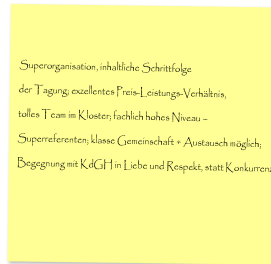 Superorganisation, inhaltliche Schrittfolge
der Tagung; exzellentes Preis-Leistungs-Verhältnis,
tolles Team im Kloster; fachlich hohes Niveau –
Superreferenten; klasse Gemeinschaft + Austausch möglich;
Begegnung mit KdGH in Liebe und Respekt, statt Konkurrenz